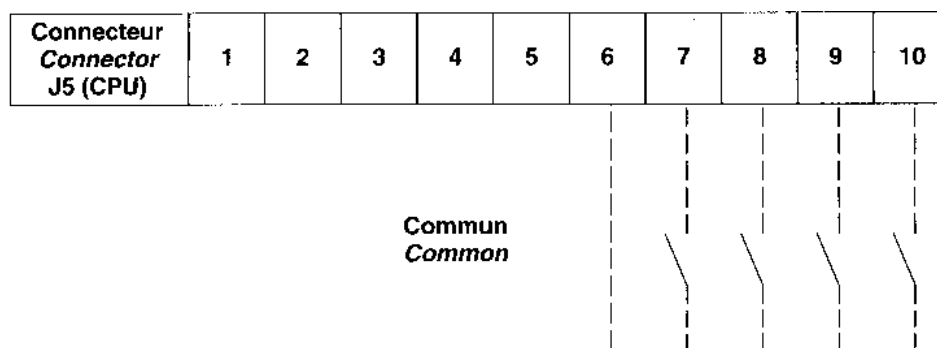 Connecteur
Connector
J5 (CPU)
1 2 3 4 5 6 7 8 9 10
Commun
Common